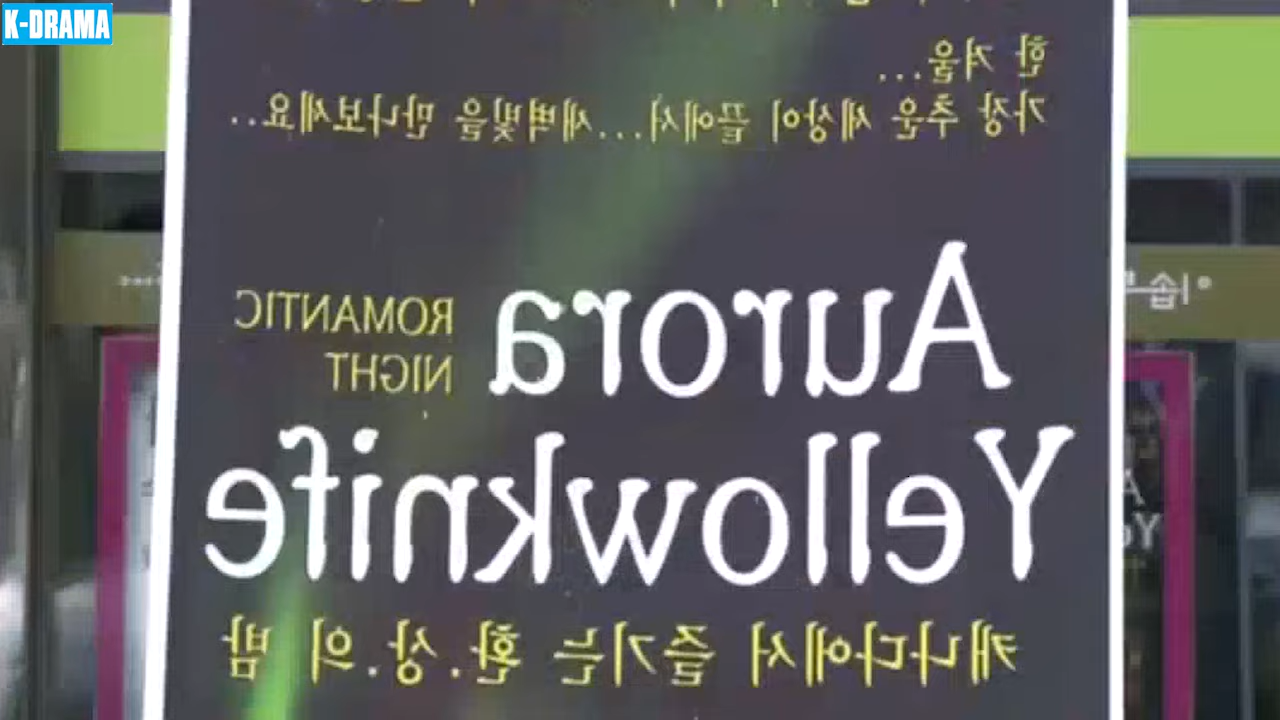 K-DRAMA
한 겨울...
가장 추운 세상이 끝에서...새벽빛을 만나보세요..
Aurora
ROMANTIC
NIGHT
Yellowknife
캐나다에서 즐기는 환.상.의 밤